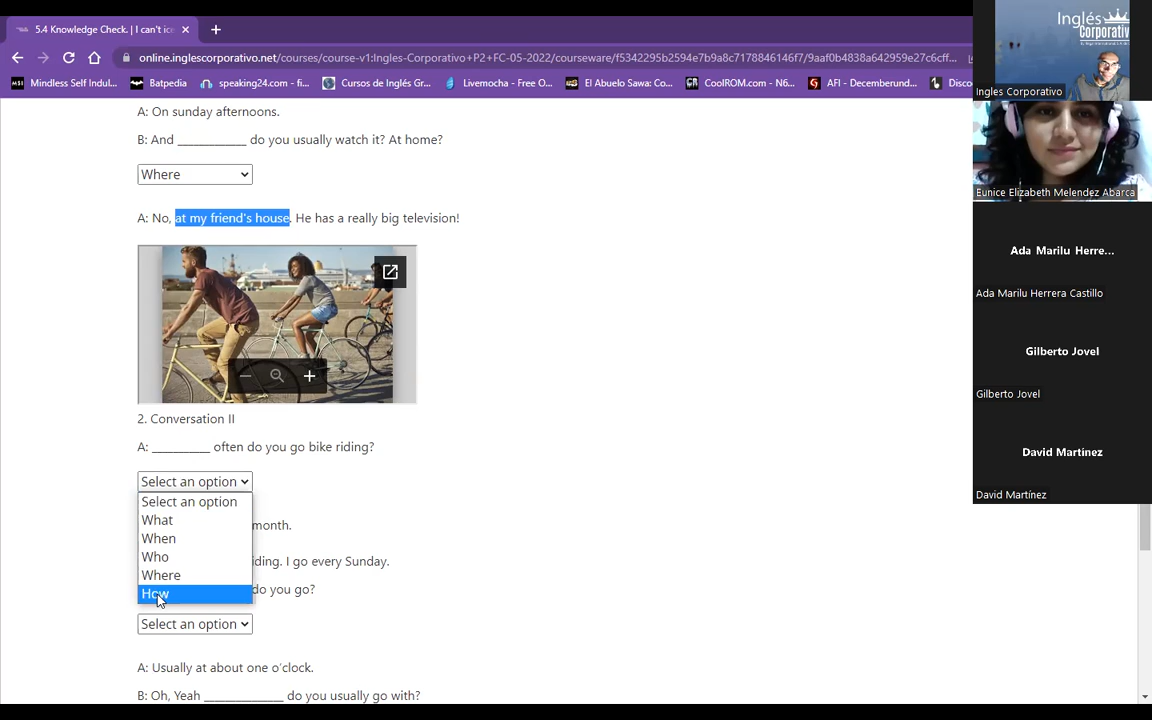 5.4 Knowledge Check. | I can't ice
online.inglescorporativo.net/courses/course-v1:Ingles-Corporativo+P2+FC-05-2022/courseware/f5342295b2594e7b9a8c7178846146f7/9aaf0b4838a642959e27c6cff...
Mindless Self Indul... Batpedia speaking24.com - fi... Cursos de Inglés Gr... Livemocha - Free O... El Abuelo Sawa: Co... CoolROM.com - N6... AFI - Decemberund... Disco
A: On sunday afternoons.
B: And ____________ do you usually watch it? At home?
Where
A: No, at my friend's house. He has a really big television!
2. Conversation II
A: __________ often do you go bike riding?
Select an option
Select an option
What
When
Who
Where
How
month.
iding. I go every Sunday.
do you go?
Select an option
A: Usually at about one o'clock.
B: Oh, Yeah ______________ do you usually go with?
Inglés
Corporativo
Ingles Corporativo
Eunice Elizabeth Melendez Abarca
Ada Marilu Herre...
Ada Marilu Herrera Castillo
Gilberto Jovel
Gilberto Jovel
David Martinez
David Martínez